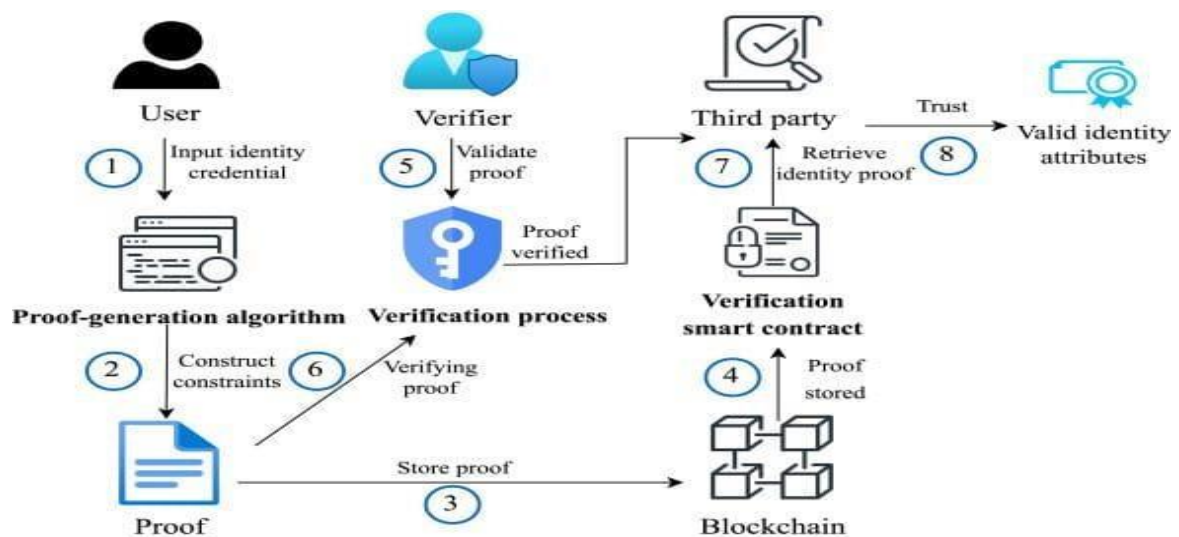 User
Verifier
Third party
Trust
8
Valid identity
attributes
1
Input identity
credential
5
Validate
proof
7
Retrieve
identity proof
Proof
verified
Proof-generation algorithm
Verification process
Verification
smart contract
2
Construct
constraints
6
Verifying
proof
4
Proof
stored
Store proof
3
Proof
Blockchain